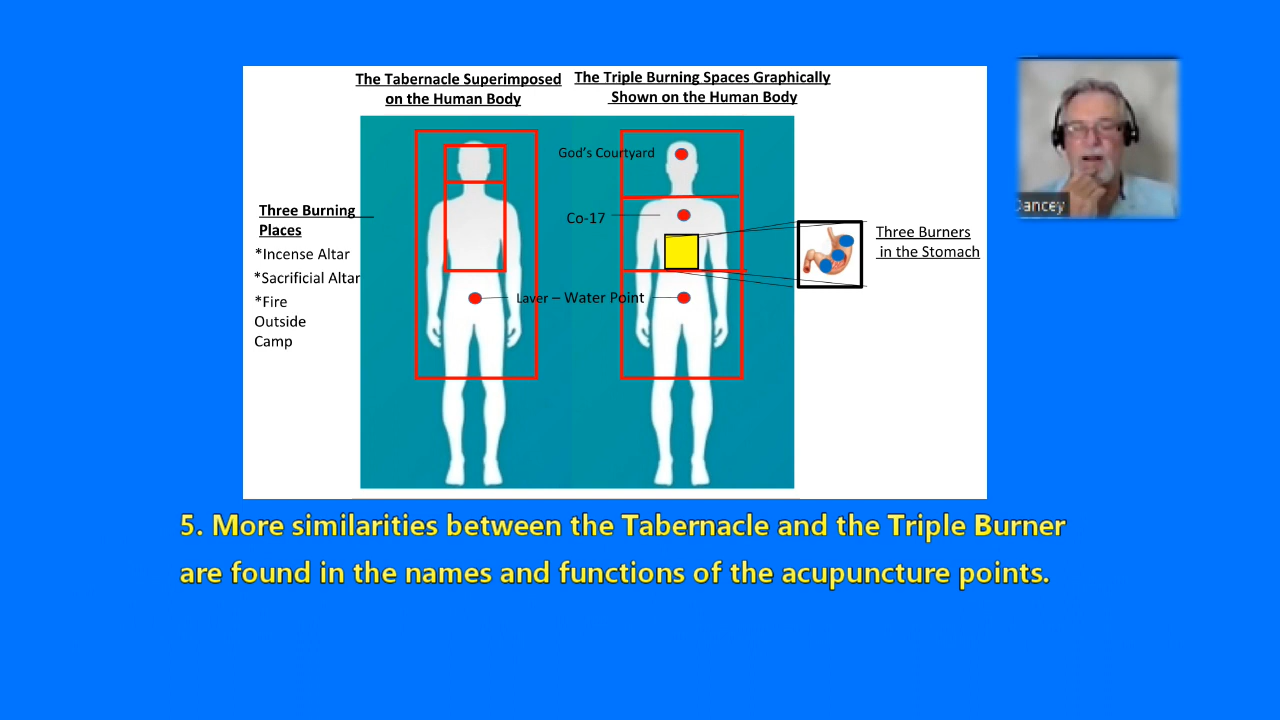 The Tabernacle Superimposed
on the Human Body
The Triple Burning Spaces Graphically
Shown on the Human Body
God's Courtyard
Three Burning
Places
*Incense Altar
*Sacrificial Altar
*Fire
Outside
Camp
Co-17
Laver – Water Point
Three Burners
in the Stomach
Dancey
5. More similarities between the Tabernacle and the Triple Burner
are found in the names and functions of the acupuncture points.